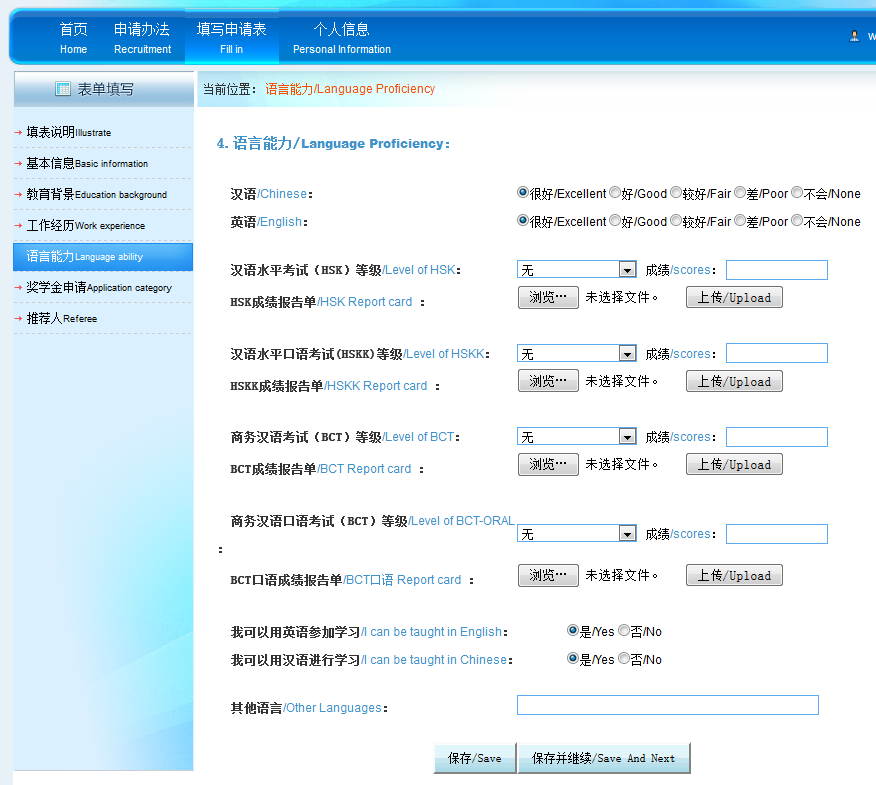 首页 申请办法 填写申请表 个人信息
Home Recruitment Fill in Personal Information
表单填写
当前位置： 语言能力/Language Proficiency
填表说明Illustrate
基本信息Basic information
教育背景Education background
工作经历Work experience
语言能力Language ability
奖学金申请Application category
推荐人Referee
4. 语言能力/Language Proficiency：
汉语/Chinese： 很好/Excellent 好/Good 较好/Fair 差/Poor 不会/None
英语/English： 很好/Excellent 好/Good 较好/Fair 差/Poor 不会/None
汉语水平考试（HSK）等级/Level of HSK： 无 成绩/scores：
HSK成绩报告单/HSK Report card ： 浏览… 未选择文件。 上传/Upload
汉语水平口语考试(HSKK)等级/Level of HSKK： 无 成绩/scores：
HSKK成绩报告单/HSKK Report card ： 浏览… 未选择文件。 上传/Upload
商务汉语考试（BCT）等级/Level of BCT： 无 成绩/scores：
BCT成绩报告单/BCT Report card ： 浏览… 未选择文件。 上传/Upload
商务汉语口语考试（BCT）等级/Level of BCT-ORAL 无 成绩/scores：
：
BCT口语成绩报告单/BCT口语 Report card ： 浏览… 未选择文件。 上传/Upload
我可以用英语参加学习/I can be taught in English： 是/Yes 否/No
我可以用汉语进行学习/I can be taught in Chinese： 是/Yes 否/No
其他语言/Other Languages：
保存/Save 保存并继续/Save And Next